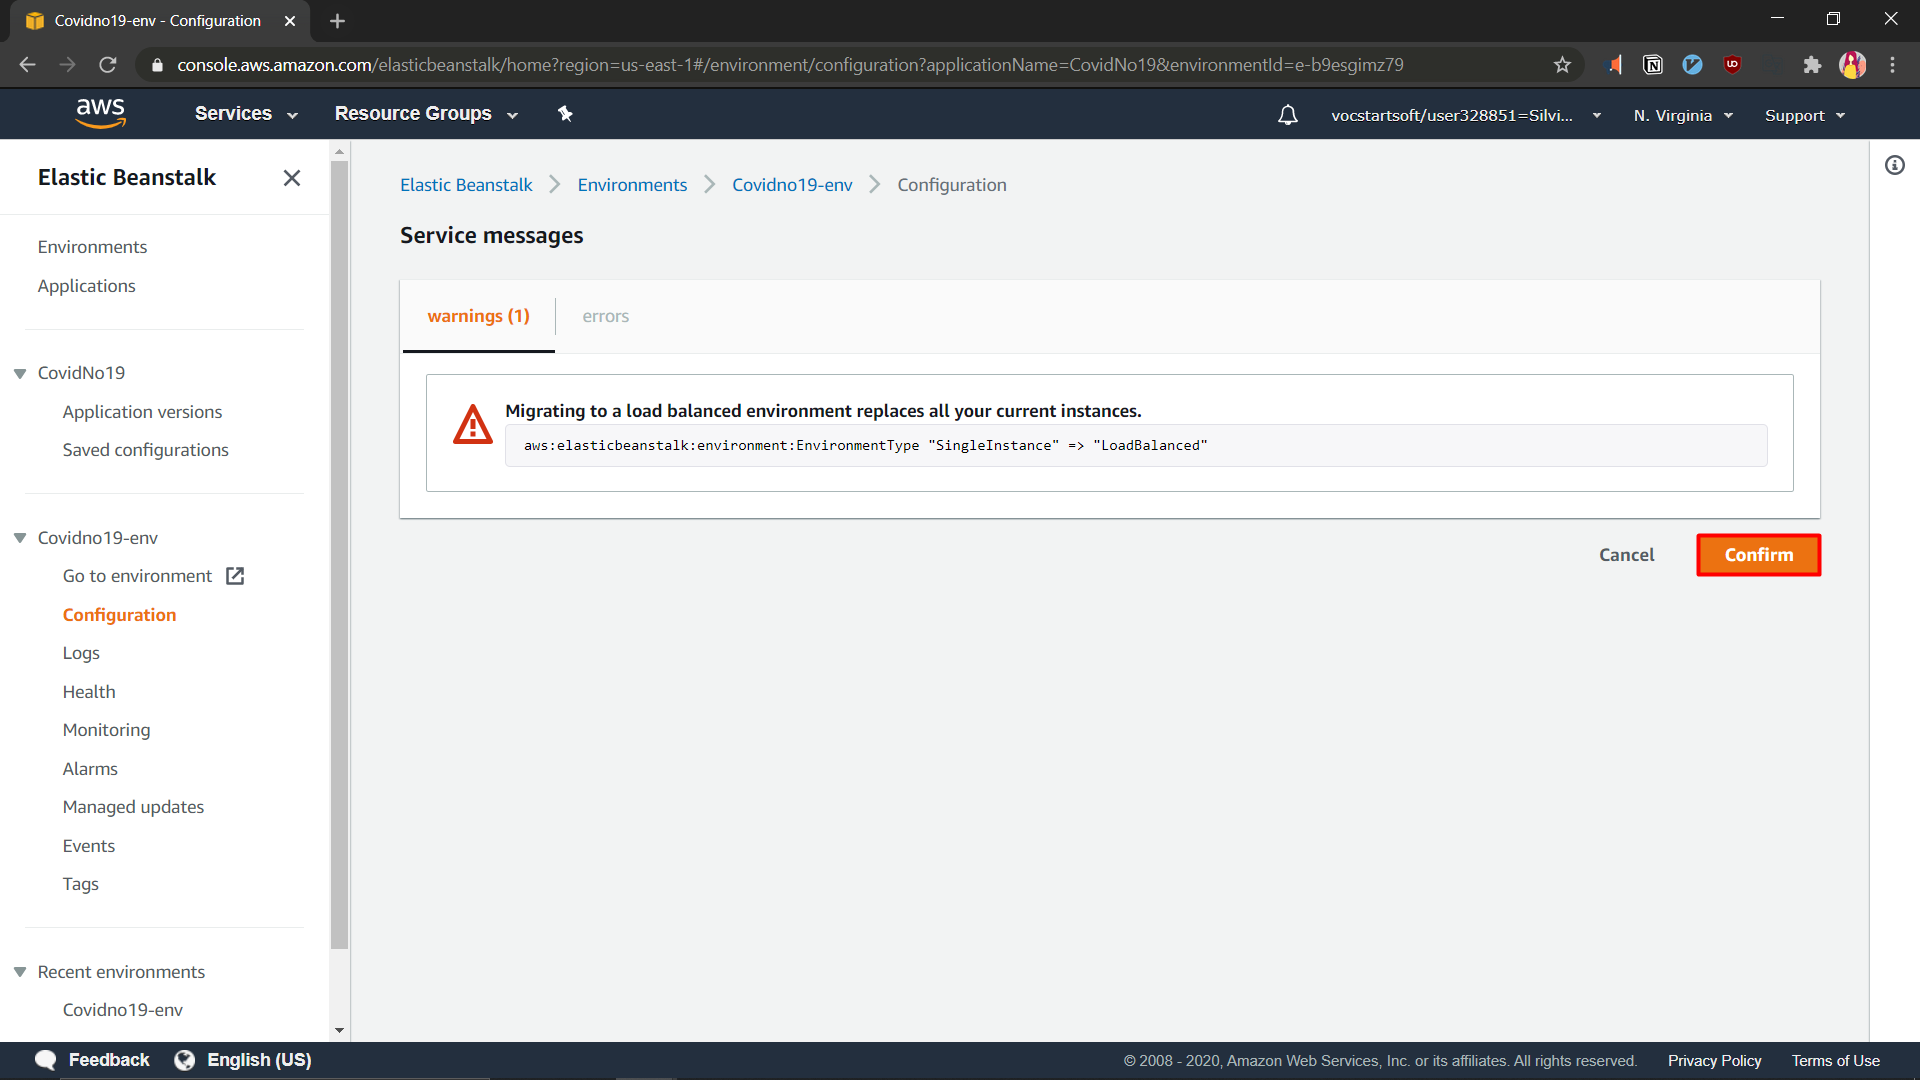 Covidno19-env - Configuration
console.aws.amazon.com/elasticbeanstalk/home?region=us-east-1#/environment/configuration?applicationName=CovidNo19&environmentId=e-b9esgimz79
aws
Services
Resource Groups
vocstartsoft/user328851=Silvi...
N. Virginia
Support
Elastic Beanstalk
Environments
Applications
CovidNo19
Application versions
Saved configurations
Covidno19-env
Go to environment
Configuration
Logs
Health
Monitoring
Alarms
Managed updates
Events
Tags
Recent environments
Covidno19-env
Elastic Beanstalk > Environments > Covidno19-env > Configuration
Service messages
warnings (1)
errors
Migrating to a load balanced environment replaces all your current instances.
aws:elasticbeanstalk:environment:EnvironmentType "SingleInstance" => "LoadBalanced"
Cancel
Confirm
Feedback
English (US)
© 2008 - 2020, Amazon Web Services, Inc. or its affiliates. All rights reserved.
Privacy Policy
Terms of Use